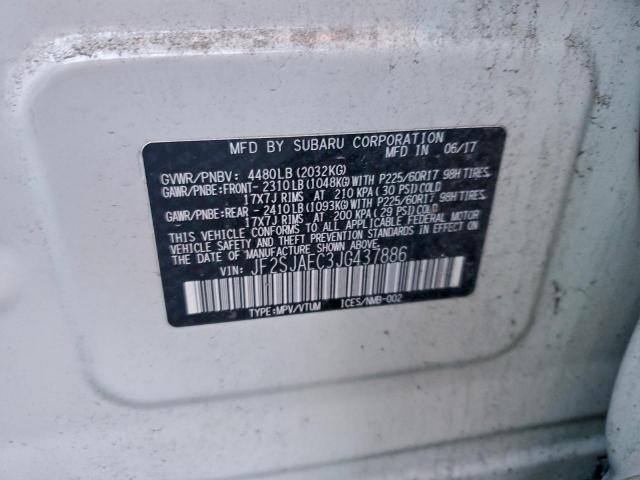 MFD BY SUBARU CORPORATION
MFD IN 06/17
GVWR/PNBV: 4480LB(2032KG)
GAWR/PNBE:FRONT- 2310LB(1048KG)WITH P225/60R17 98H TIRES,
17X7J RIMS AT 210 KPA(30 PSI)COLD
GAWR/PNBE:REAR - 2410LB(1093KG)WITH P225/60R17 98H TIRES,
17X7J RIMS AT 200 KPA(29 PSI)COLD
THIS VEHICLE CONFORMS TO ALL APPLICABLE FEDERAL MOTOR
VEHICLE SAFETY AND BUMPER STANDARDS IN EFFECT ON
THE DATE OF MANUFACTURE SHOWN ABOVE.
VIN: JF2SJAEC3JG437886
TYPE:MPV/VTUM ICES/NMB-002